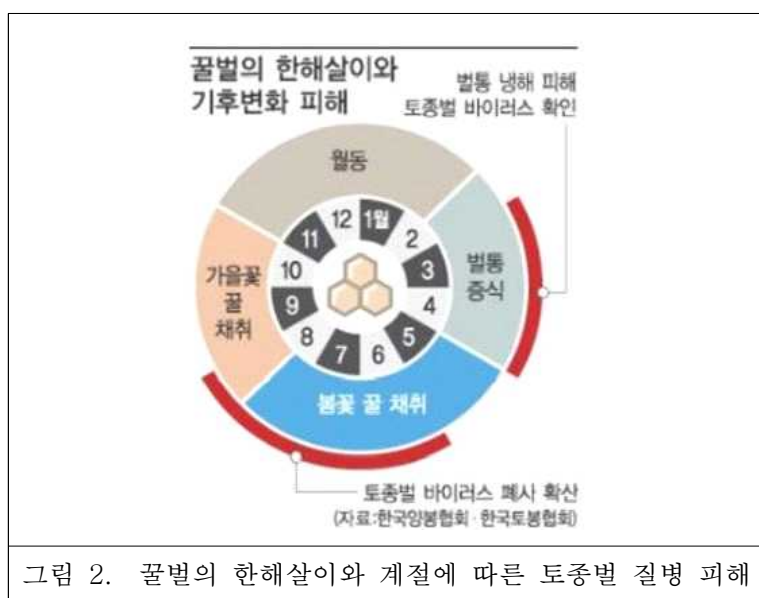 꿀벌의 한해살이와
기후변화 피해
벌통 냉해 피해
토종벌 바이러스 확인
월동
벌통
증식
봄꽃 꿀 채취
가을꽃
꿀
채취
1월
2
3
4
5
6
7
8
9
10
11
12
토종벌 바이러스 폐사 확산
(자료:한국양봉협회·한국토봉협회)
그림 2. 꿀벌의 한해살이와 계절에 따른 토종벌 질병 피해